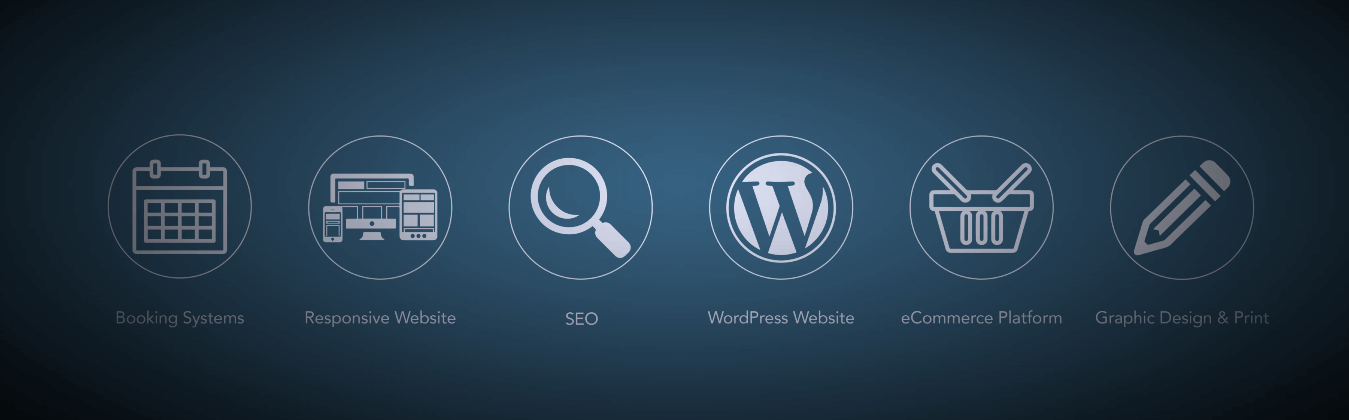 Booking Systems
Responsive Website
SEO
WordPress Website
eCommerce Platform
Graphic Design & Print